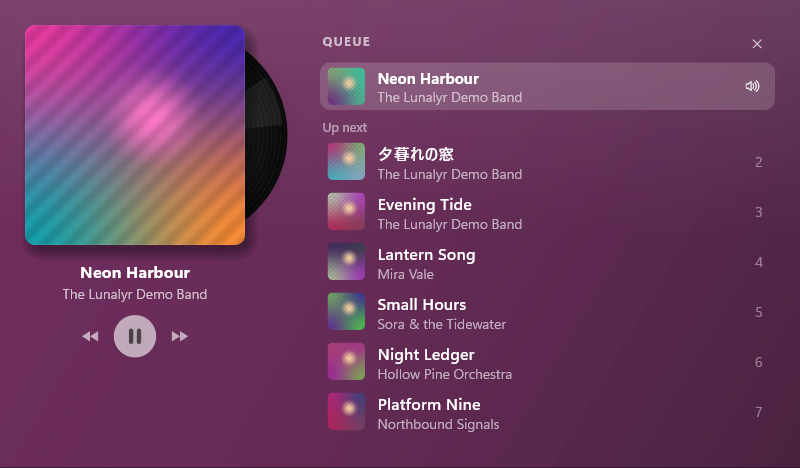 Neon Harbour
The Lunalyr Demo Band
QUEUE
Neon Harbour
The Lunalyr Demo Band
Up next
夕暮れの窓
The Lunalyr Demo Band
2
Evening Tide
The Lunalyr Demo Band
3
Lantern Song
Mira Vale
4
Small Hours
Sora & the Tidewater
5
Night Ledger
Hollow Pine Orchestra
6
Platform Nine
Northbound Signals
7